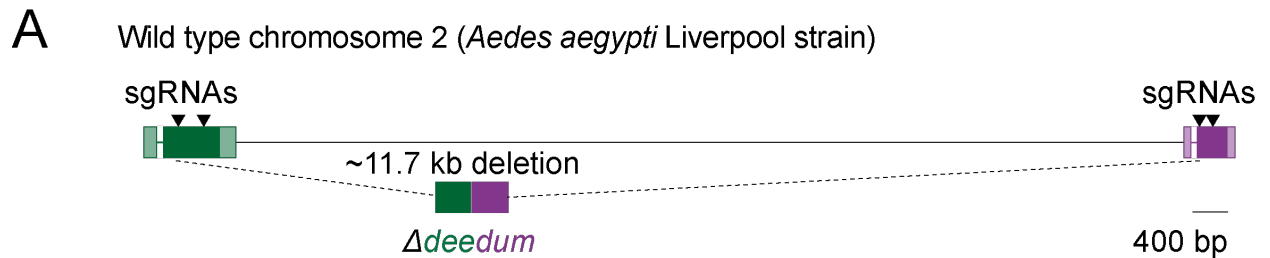 A
Wild type chromosome 2 (Aedes aegypti Liverpool strain)
sgRNAs
sgRNAs
~11.7 kb deletion
Δdeedum
400 bp